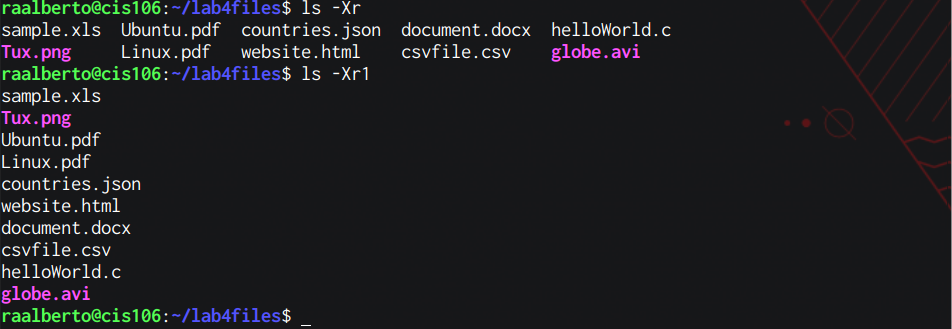 raalberto@cis106:~/lab4files$ ls -Xr
sample.xls  Ubuntu.pdf  countries.json  document.docx  helloWorld.c
Tux.png     Linux.pdf   website.html    csvfile.csv    globe.avi
raalberto@cis106:~/lab4files$ ls -Xr1
sample.xls
Tux.png
Ubuntu.pdf
Linux.pdf
countries.json
website.html
document.docx
csvfile.csv
helloWorld.c
globe.avi
raalberto@cis106:~/lab4files$ _